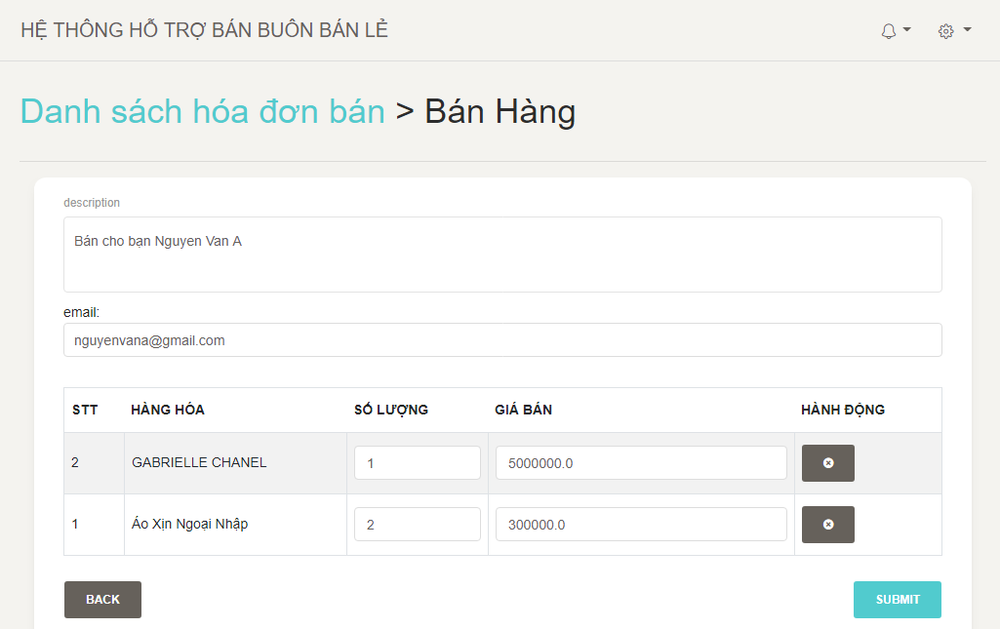 HỆ THỐNG HỖ TRỢ BÁN BUÔN BÁN LẺ
Danh sách hóa đơn bán > Bán Hàng
description
Bán cho bạn Nguyen Van A
email:
nguyenvana@gmail.com
STT HÀNG HÓA SỐ LƯỢNG GIÁ BÁN HÀNH ĐỘNG
2 GABRIELLE CHANEL 1 5000000.0
1 Áo Xịn Ngoại Nhập 2 300000.0
BACK SUBMIT